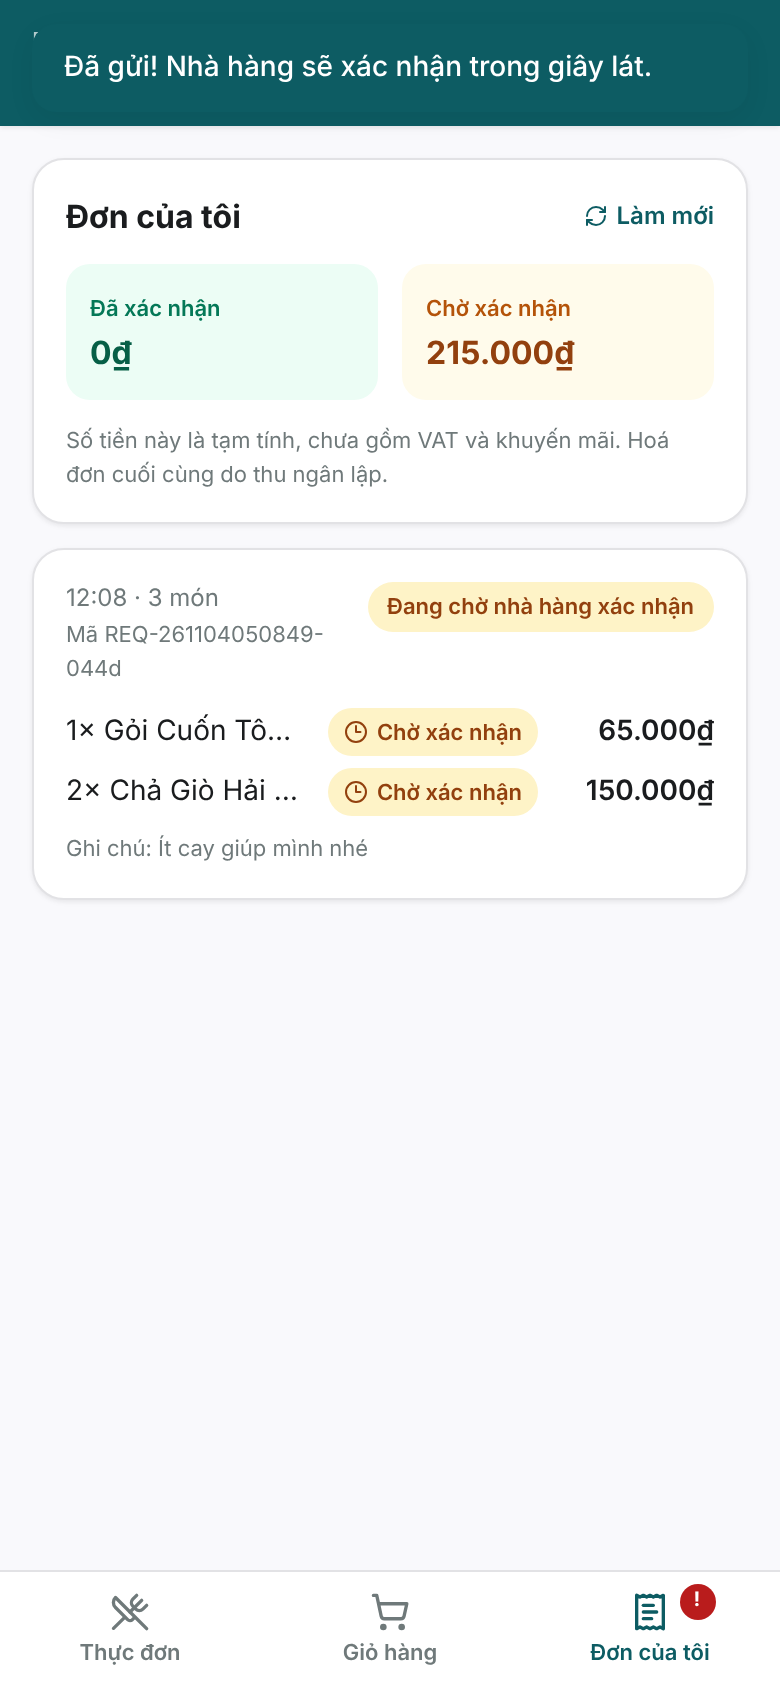 Đã gửi! Nhà hàng sẽ xác nhận trong giây lát.
Đơn của tôi
Làm mới
Đã xác nhận
Chờ xác nhận
0₫
215.000₫
Số tiền này là tạm tính, chưa gồm VAT và khuyến mãi. Hoá
đơn cuối cùng do thu ngân lập.
12:08 · 3 món
Đang chờ nhà hàng xác nhận
Mã REQ-261104050849-
044d
1× Gỏi Cuốn Tô... Chờ xác nhận 65.000₫
2× Chả Giò Hải ... Chờ xác nhận 150.000₫
Ghi chú: Ít cay giúp mình nhé
!
Thực đơn
Giỏ hàng
Đơn của tôi